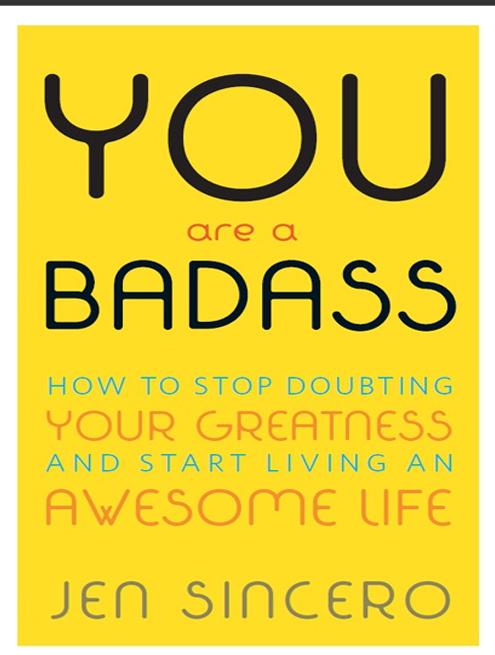 YOU
are a
BADASS
HOW TO STOP DOUBTING
YOUR GREATNESS
AND START LIVING AN
AWESOME LIFE
JEN SINCERO